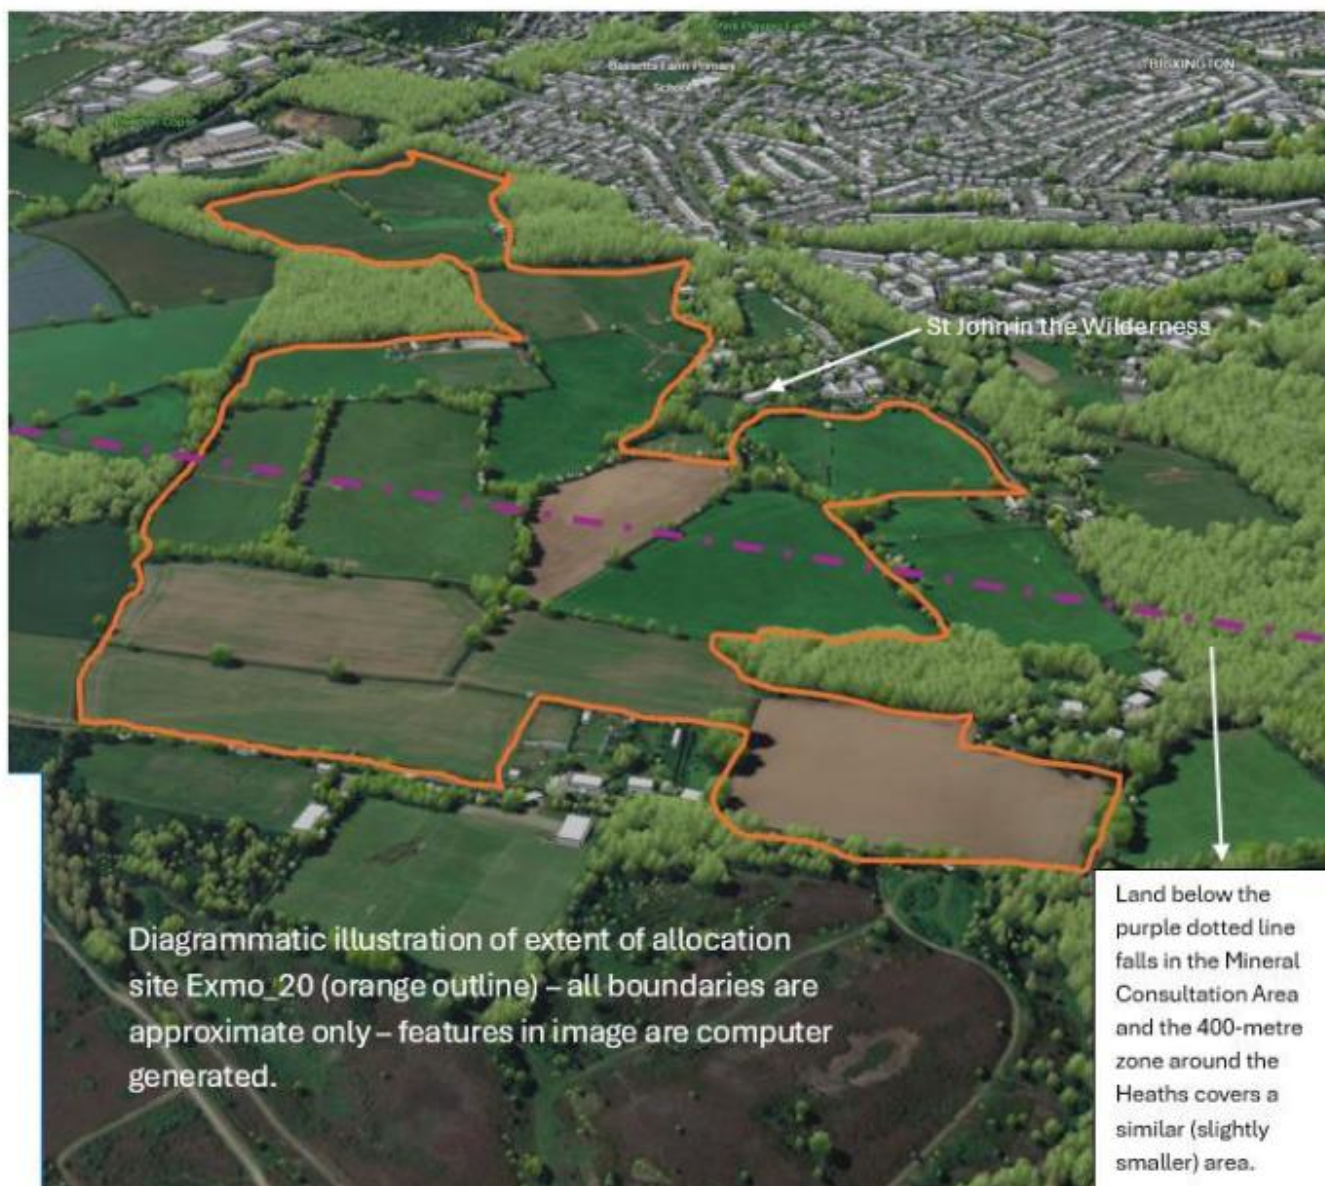 School
BRIXINGTON
St John in the Wilderness
Diagrammatic illustration of extent of allocation
site Exmo_20 (orange outline) – all boundaries are
approximate only – features in image are computer
generated.
Land below the
purple dotted line
falls in the Mineral
Consultation Area
and the 400-metre
zone around the
Heaths covers a
similar (slightly
smaller) area.